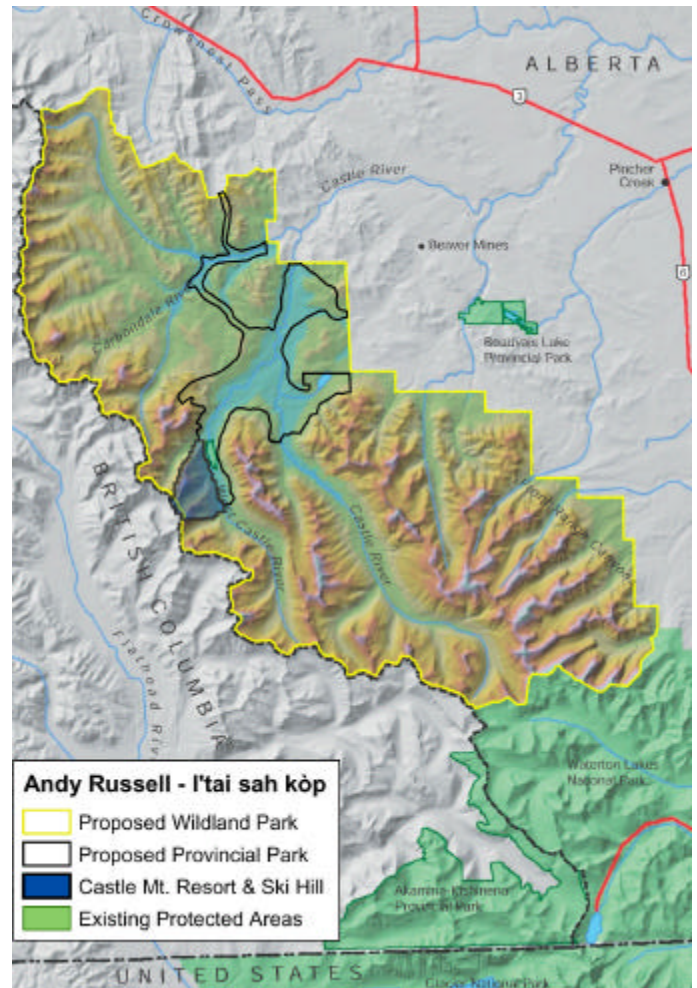 Crowsnest Pass
ALBERTA
3
Castle River
Pincher
Creek
Beaver Mines
6
Carbondale River
Beauvais Lake
Provincial Park
Front Range Canyons
W. Castle River
Castle River
BRITISH COLUMBIA
Flathead River
Waterton Lakes
National Park
Andy Russell - I'tai sah kòp
Proposed Wildland Park
Proposed Provincial Park
Castle Mt. Resort & Ski Hill
Existing Protected Areas
Akamina-Kishinena
Provincial Park
UNITED STATES
Glacier National Park